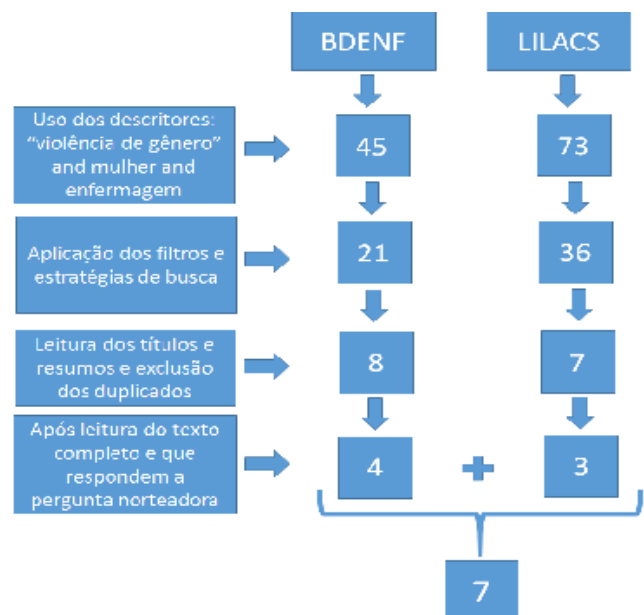 BDENF
LILACS
Uso dos descritores:
“violência de gênero”
and mulher and
enfermagem
45
73
Aplicação dos filtros e
estratégias de busca
21
36
Leitura dos títulos e
resumos e exclusão
dos duplicados
8
7
Após leitura do texto
completo e que
respondem a
pergunta norteadora
4
3
7